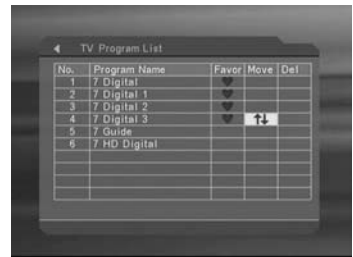 TV Program List
No. Program Name Favor Move Del
1 7 Digital
2 7 Digital 1
3 7 Digital 2
4 7 Digital 3
5 7 Guide
6 7 HD Digital